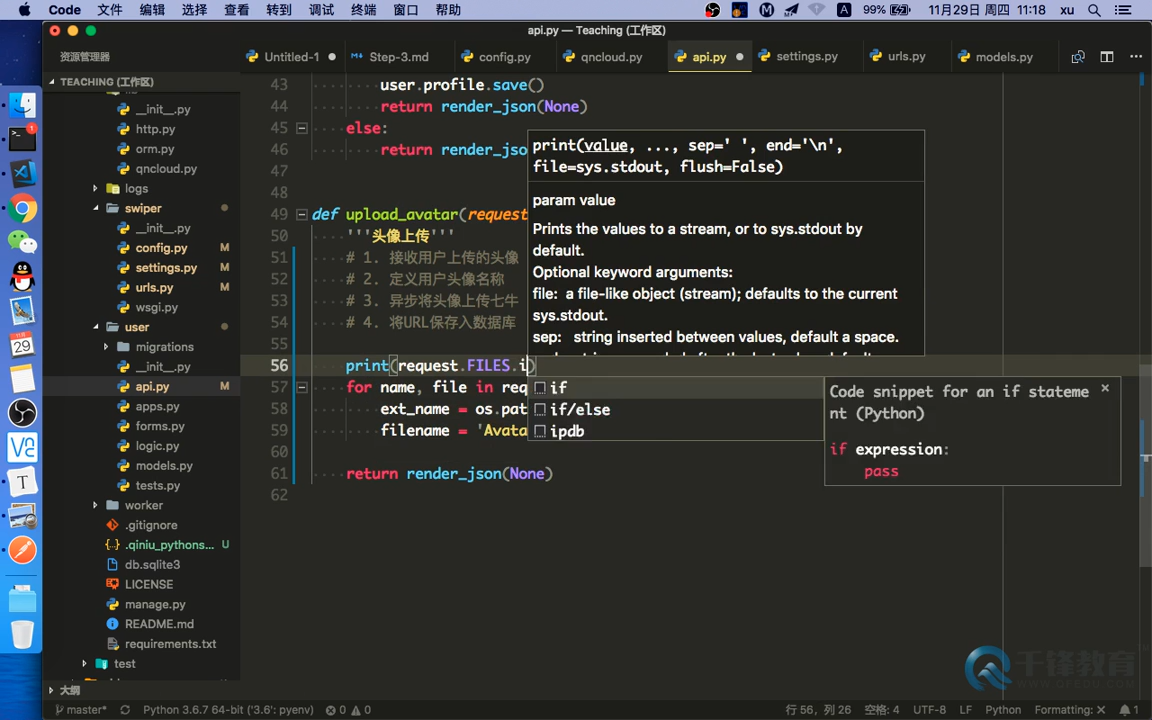 Code 文件 编辑 选择 查看 转到 调试 终端 窗口 帮助 99% 11月29日 周四 11:18 xu
api.py — Teaching (工作区)
资源管理器
Untitled-1 Step-3.md config.py qncloud.py api.py settings.py urls.py models.py
TEACHING (工作区)
__init__.py
http.py
orm.py
qncloud.py
logs
swiper
__init__.py
config.py M
settings.py M
urls.py M
wsgi.py
user
migrations
__init__.py
api.py M
apps.py
forms.py
logic.py
models.py
tests.py
worker
.gitignore
.qiniu_pythons... U
db.sqlite3
LICENSE
manage.py
README.md
requirements.txt
test
大纲
43 user.profile.save()
44 return render_json(None)
45 else:
46 return render_jso
47
48
49 def upload_avatar(request
50 '''头像上传'''
51 # 1. 接收用户上传的头像
52 # 2. 定义用户头像名称
53 # 3. 异步将头像上传七牛
54 # 4. 将URL保存入数据库
55
56 print(request.FILES.i)
57 for name, file in req
58 ext_name = os.pat
59 filename = 'Avata
60
61 return render_json(None)
62
print(value, ..., sep=' ', end='\n',
file=sys.stdout, flush=False)
param value
Prints the values to a stream, or to sys.stdout by
default.
Optional keyword arguments:
file: a file-like object (stream); defaults to the current
sys.stdout.
sep: string inserted between values, default a space.
if
if/else
ipdb
Code snippet for an if stateme
nt (Python)
if expression:
pass
千锋教育
WWW.QFEDU.COM
master* Python 3.6.7 64-bit ('3.6': pyenv) 0 0 行 56，列 26 空格: 4 UTF-8 LF Python Formatting: ✕ 1